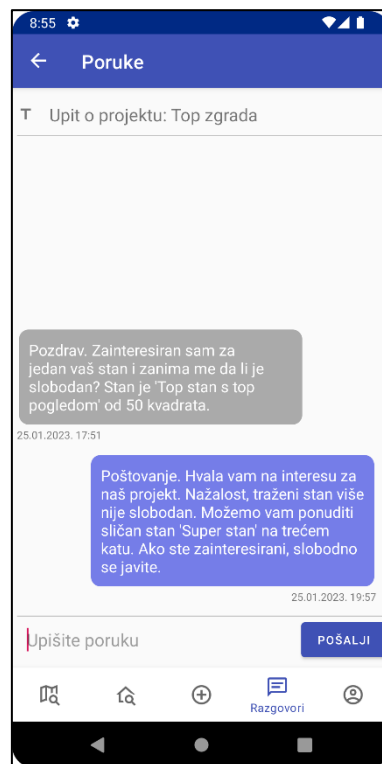 8:55
Poruke
T Upit o projektu: Top zgrada
Pozdrav. Zainteresiran sam za
jedan vaš stan i zanima me da li je
slobodan? Stan je 'Top stan s top
pogledom' od 50 kvadrata.
25.01.2023. 17:51
Poštovanje. Hvala vam na interesu za
naš projekt. Nažalost, traženi stan više
nije slobodan. Možemo vam ponuditi
sličan stan 'Super stan' na trećem
katu. Ako ste zainteresirani, slobodno
se javite.
25.01.2023. 19:57
Upišite poruku
POŠALJI
Razgovori